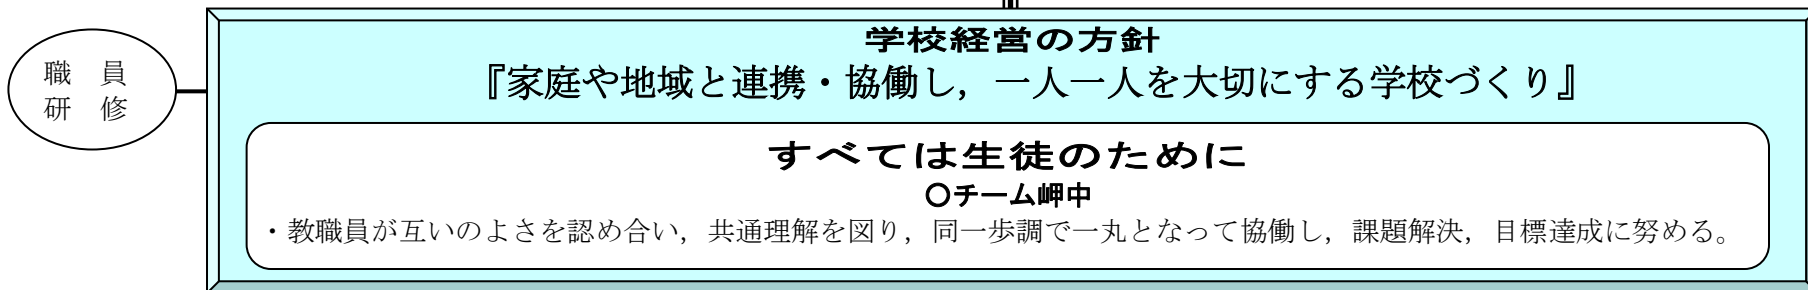 職　員
研　修
学校経営の方針
『家庭や地域と連携・協働し，一人一人を大切にする学校づくり』
すべては生徒のために
○チーム岬中
・教職員が互いのよさを認め合い，共通理解を図り，同一歩調で一丸となって協働し，課題解決，目標達成に努める。